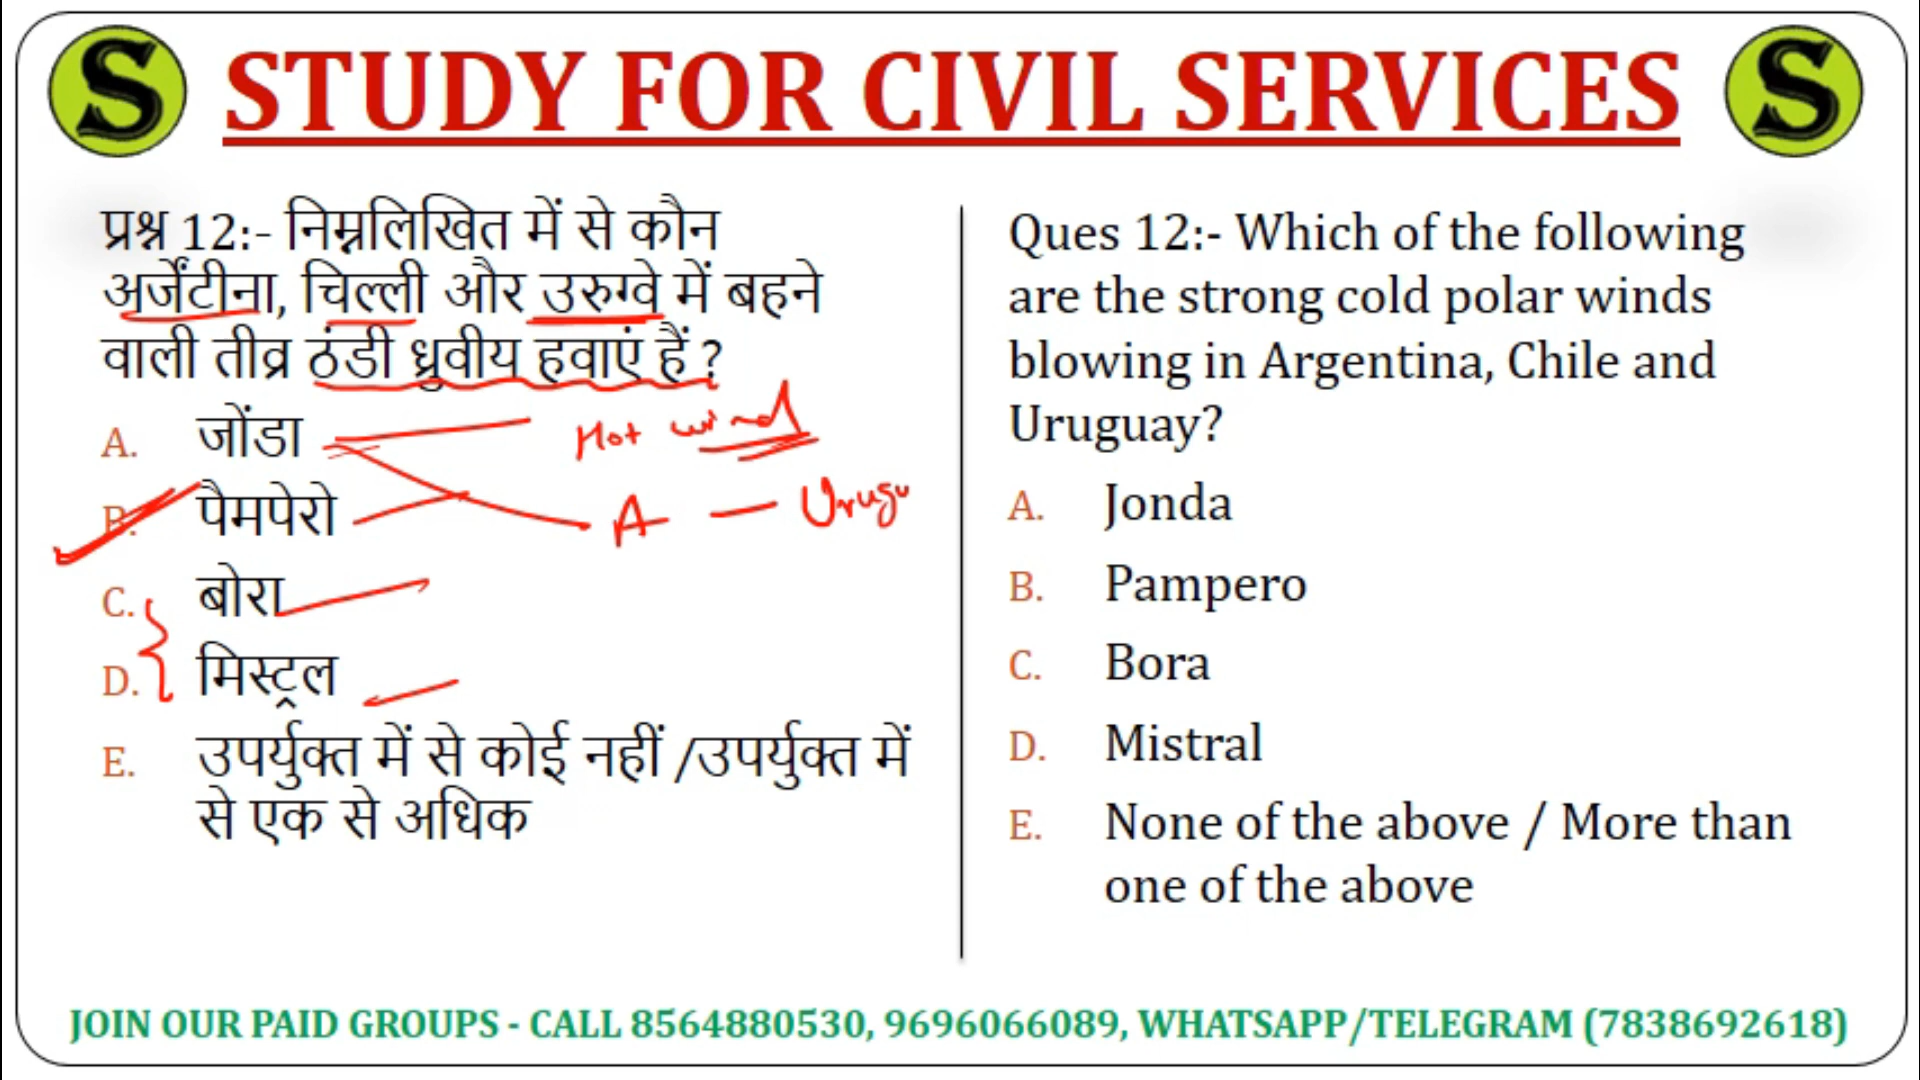 S STUDY FOR CIVIL SERVICES S
प्रश्न 12:- निम्नलिखित में से कौन
अर्जेंटीना, चिल्ली और उरुग्वे में बहने
वाली तीव्र ठंडी ध्रुवीय हवाएं हैं ?
A. जोंडा
Hot wind
B. पैमपेरो
A — Urugu
C. बोरा
D. मिस्ट्रल
E. उपर्युक्त में से कोई नहीं /उपर्युक्त में
से एक से अधिक
Ques 12:- Which of the following
are the strong cold polar winds
blowing in Argentina, Chile and
Uruguay?
A. Jonda
B. Pampero
C. Bora
D. Mistral
E. None of the above / More than
one of the above
JOIN OUR PAID GROUPS - CALL 8564880530, 9696066089, WHATSAPP/TELEGRAM (7838692618)